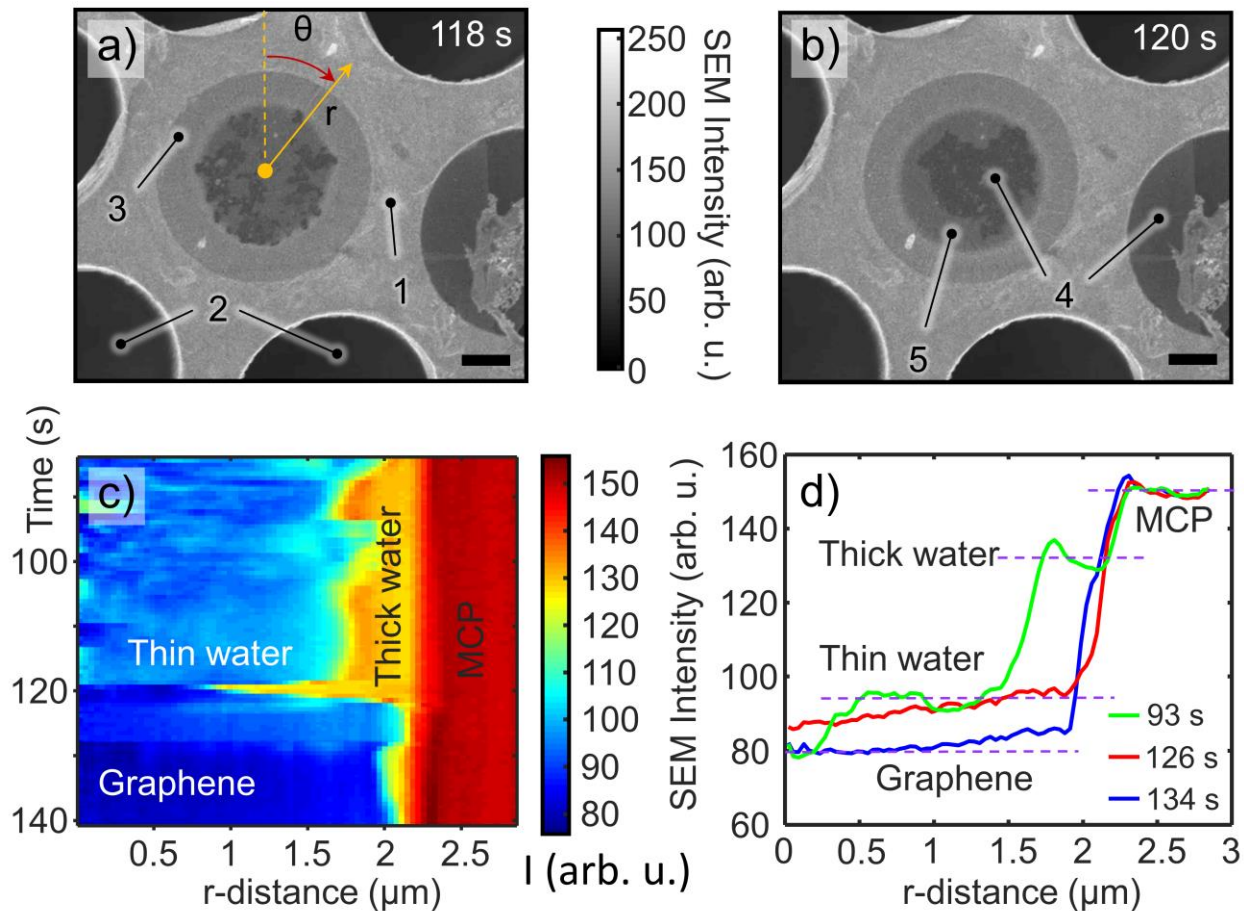 a)
118 s
θ
r
3
1
2
250
200
150
100
50
0
SEM Intensity (arb. u.)
b)
120 s
4
5
c)
Time (s)
100
120
140
Thin water
Thick water
MCP
Graphene
0.5
1
1.5
2
2.5
r-distance (μm)
150
140
130
120
110
100
90
80
I (arb. u.)
d)
SEM Intensity (arb. u.)
160
140
120
100
80
60
Thick water
MCP
Thin water
Graphene
93 s
126 s
134 s
0
0.5
1
1.5
2
2.5
3
r-distance (μm)